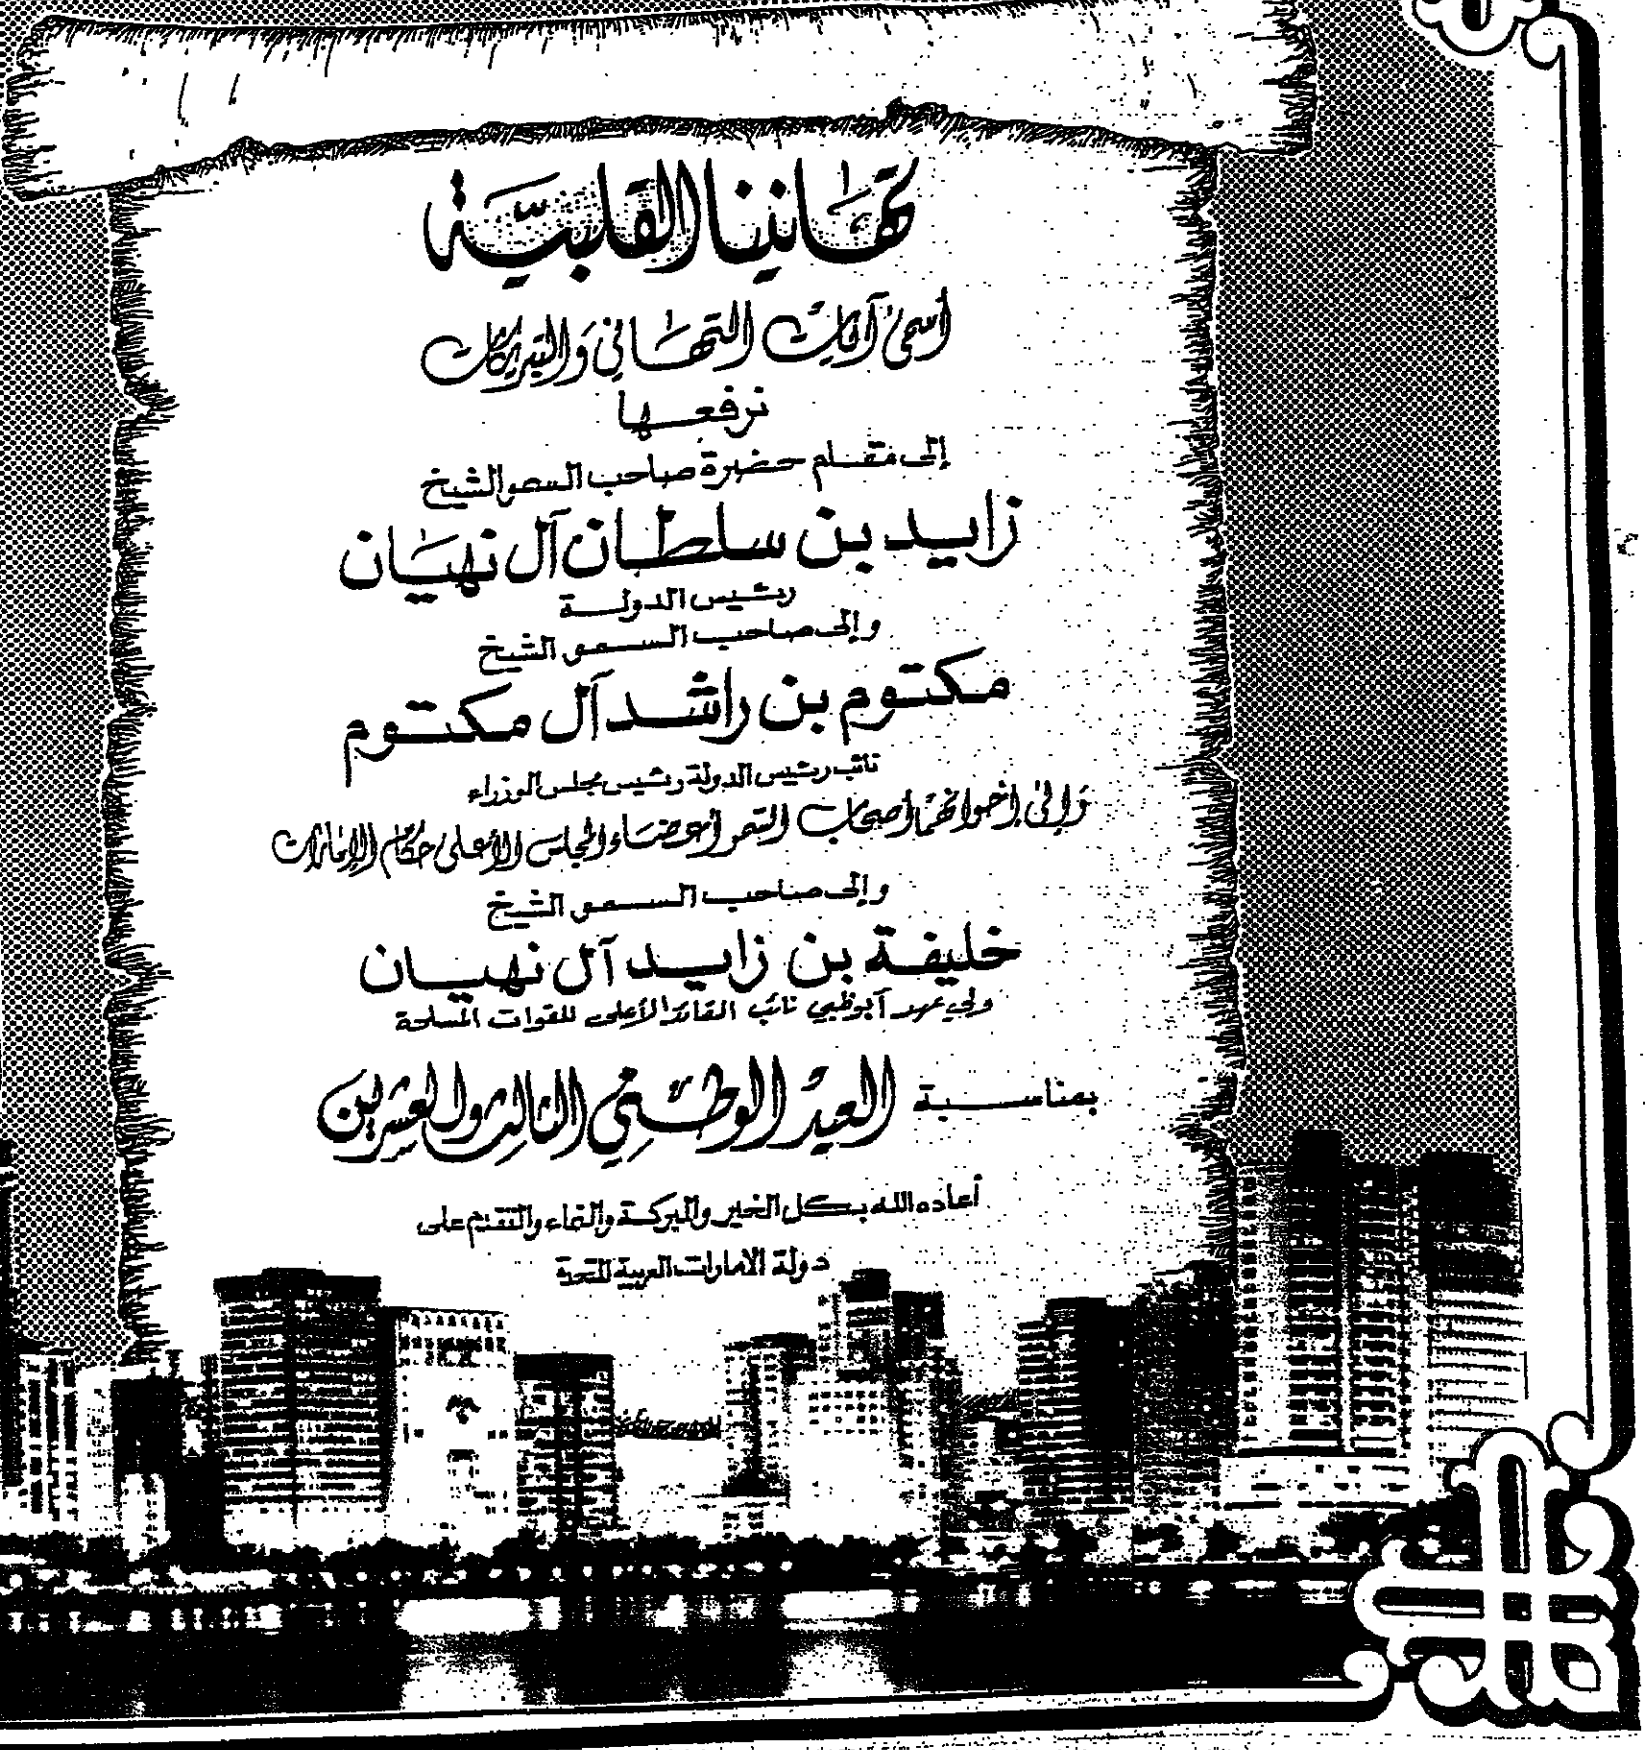 تهانينا القلبية
أسمى آيات التهاني والتبريكات
نرفعها
إلى مقام حضرة صاحب السمو الشيخ
زايد بن سلطان آل نهيان
رئيس الدولة
وإلى صاحب السمو الشيخ
مكتوم بن راشد آل مكتوم
نائب رئيس الدولة رئيس مجلس الوزراء
وإلى إخوانهما أصحاب السمو أعضاء المجلس الأعلى حكام الإمارات
وإلى صاحب السمو الشيخ
خليفة بن زايد آل نهيان
ولي عهد أبوظبي نائب القائد الأعلى للقوات المسلحة
بمناسبة العيد الوطني الثالث والعشرين
أعاده الله بكل الخير والبركة والنماء والتقدم على
دولة الامارات العربية المتحدة